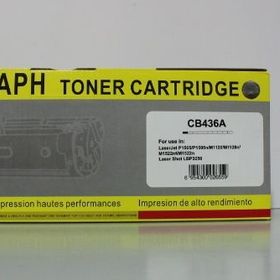 APH TONER CARTRIDGE
CB436A
For use in:
LaserJet P1505/P1505n/M1120/M1120n/
M1522n/M1522nf
Laser Shot LBP3250
pression hautes performances
Impresion de alto rendimiento